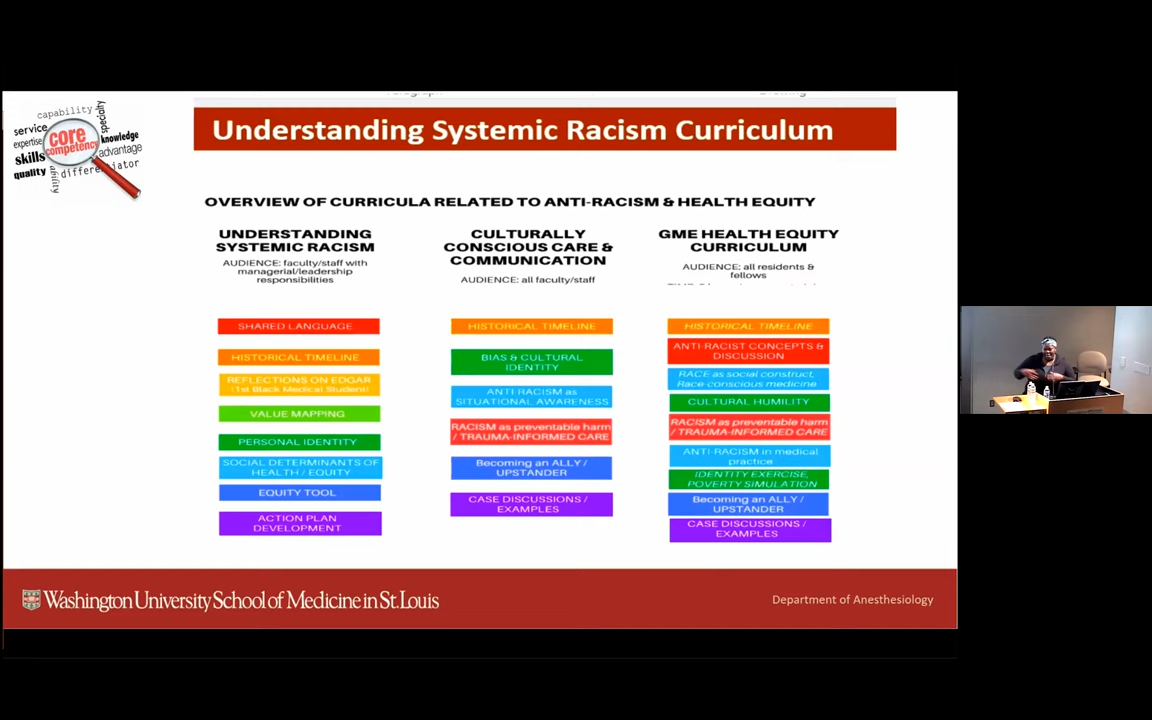 capability
specialty
service
expertise
core
competency
knowledge
skills
advantage
quality
ability
differentiator
Understanding Systemic Racism Curriculum
OVERVIEW OF CURRICULA RELATED TO ANTI-RACISM & HEALTH EQUITY
UNDERSTANDING
SYSTEMIC RACISM
AUDIENCE: faculty/staff with
managerial/leadership
responsibilities
SHARED LANGUAGE
HISTORICAL TIMELINE
REFLECTIONS ON EDGAR
(1st Black Medical Student)
VALUE MAPPING
PERSONAL IDENTITY
SOCIAL DETERMINANTS OF
HEALTH / EQUITY
EQUITY TOOL
ACTION PLAN
DEVELOPMENT
CULTURALLY
CONSCIOUS CARE &
COMMUNICATION
AUDIENCE: all faculty/staff
HISTORICAL TIMELINE
BIAS & CULTURAL
IDENTITY
ANTI RACISM as
SITUATIONAL AWARENESS
RACISM as preventable harm
/ TRAUMA-INFORMED CARE
Becoming an ALLY /
UPSTANDER
CASE DISCUSSIONS /
EXAMPLES
GME HEALTH EQUITY
CURRICULUM
AUDIENCE: all residents &
fellows
HISTORICAL TIMELINE
ANTI-RACIST CONCEPTS &
DISCUSSION
RACE as social construct,
Race-conscious medicine
CULTURAL HUMILITY
RACISM as preventable harm
/ TRAUMA-INFORMED CARE
ANTI-RACISM in medical
practice
IDENTITY EXERCISE,
POVERTY SIMULATION
Becoming an ALLY /
UPSTANDER
CASE DISCUSSIONS /
EXAMPLES
Washington University School of Medicine in St. Louis
Department of Anesthesiology